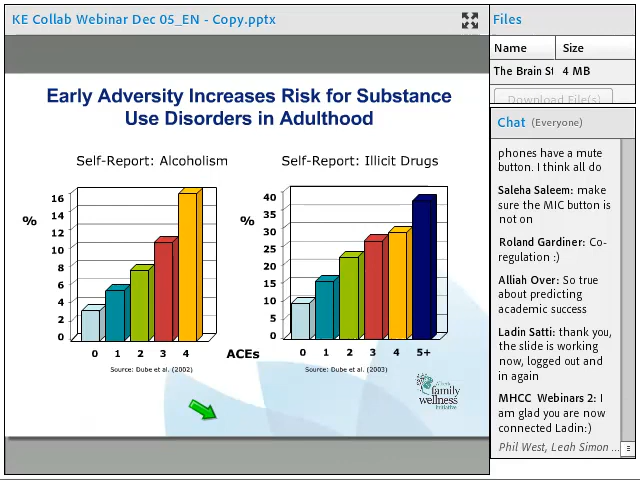 KE Collab Webinar Dec 05_EN - Copy.pptx
Early Adversity Increases Risk for Substance
Use Disorders in Adulthood
Self-Report: Alcoholism
%
16
14
12
10
8
6
4
2
0
0 1 2 3 4
Source: Dube et al. (2002)
ACEs
Self-Report: Illicit Drugs
%
40
35
30
25
20
15
10
5
0
0 1 2 3 4 5+
Source: Dube et al. (2003)
family
wellness
initiative
Files
Name Size
The Brain St 4 MB
Download File(s)
Chat (Everyone)
phones have a mute
button. I think all do
Saleha Saleem: make
sure the MIC button is
not on
Roland Gardiner: Co-
regulation :)
Alliah Over: So true
about predicting
academic success
Ladin Satti: thank you,
the slide is working
now, logged out and
in again
MHCC Webinars 2: I
am glad you are now
connected Ladin:)
Phil West, Leah Simon ...